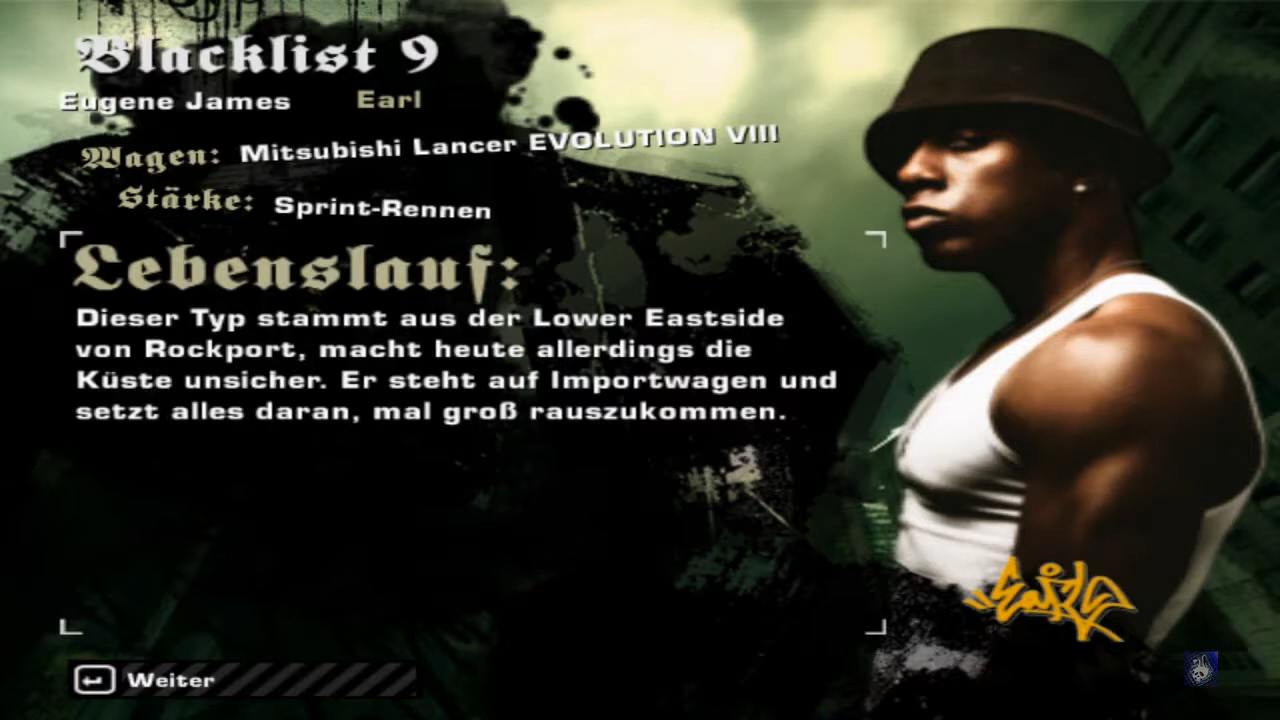 Blacklist 9
Eugene James Earl
Wagen: Mitsubishi Lancer EVOLUTION VIII
Stärke: Sprint-Rennen
Lebenslauf:
Dieser Typ stammt aus der Lower Eastside
von Rockport, macht heute allerdings die
Küste unsicher. Er steht auf Importwagen und
setzt alles daran, mal groß rauszukommen.
Earl
Weiter